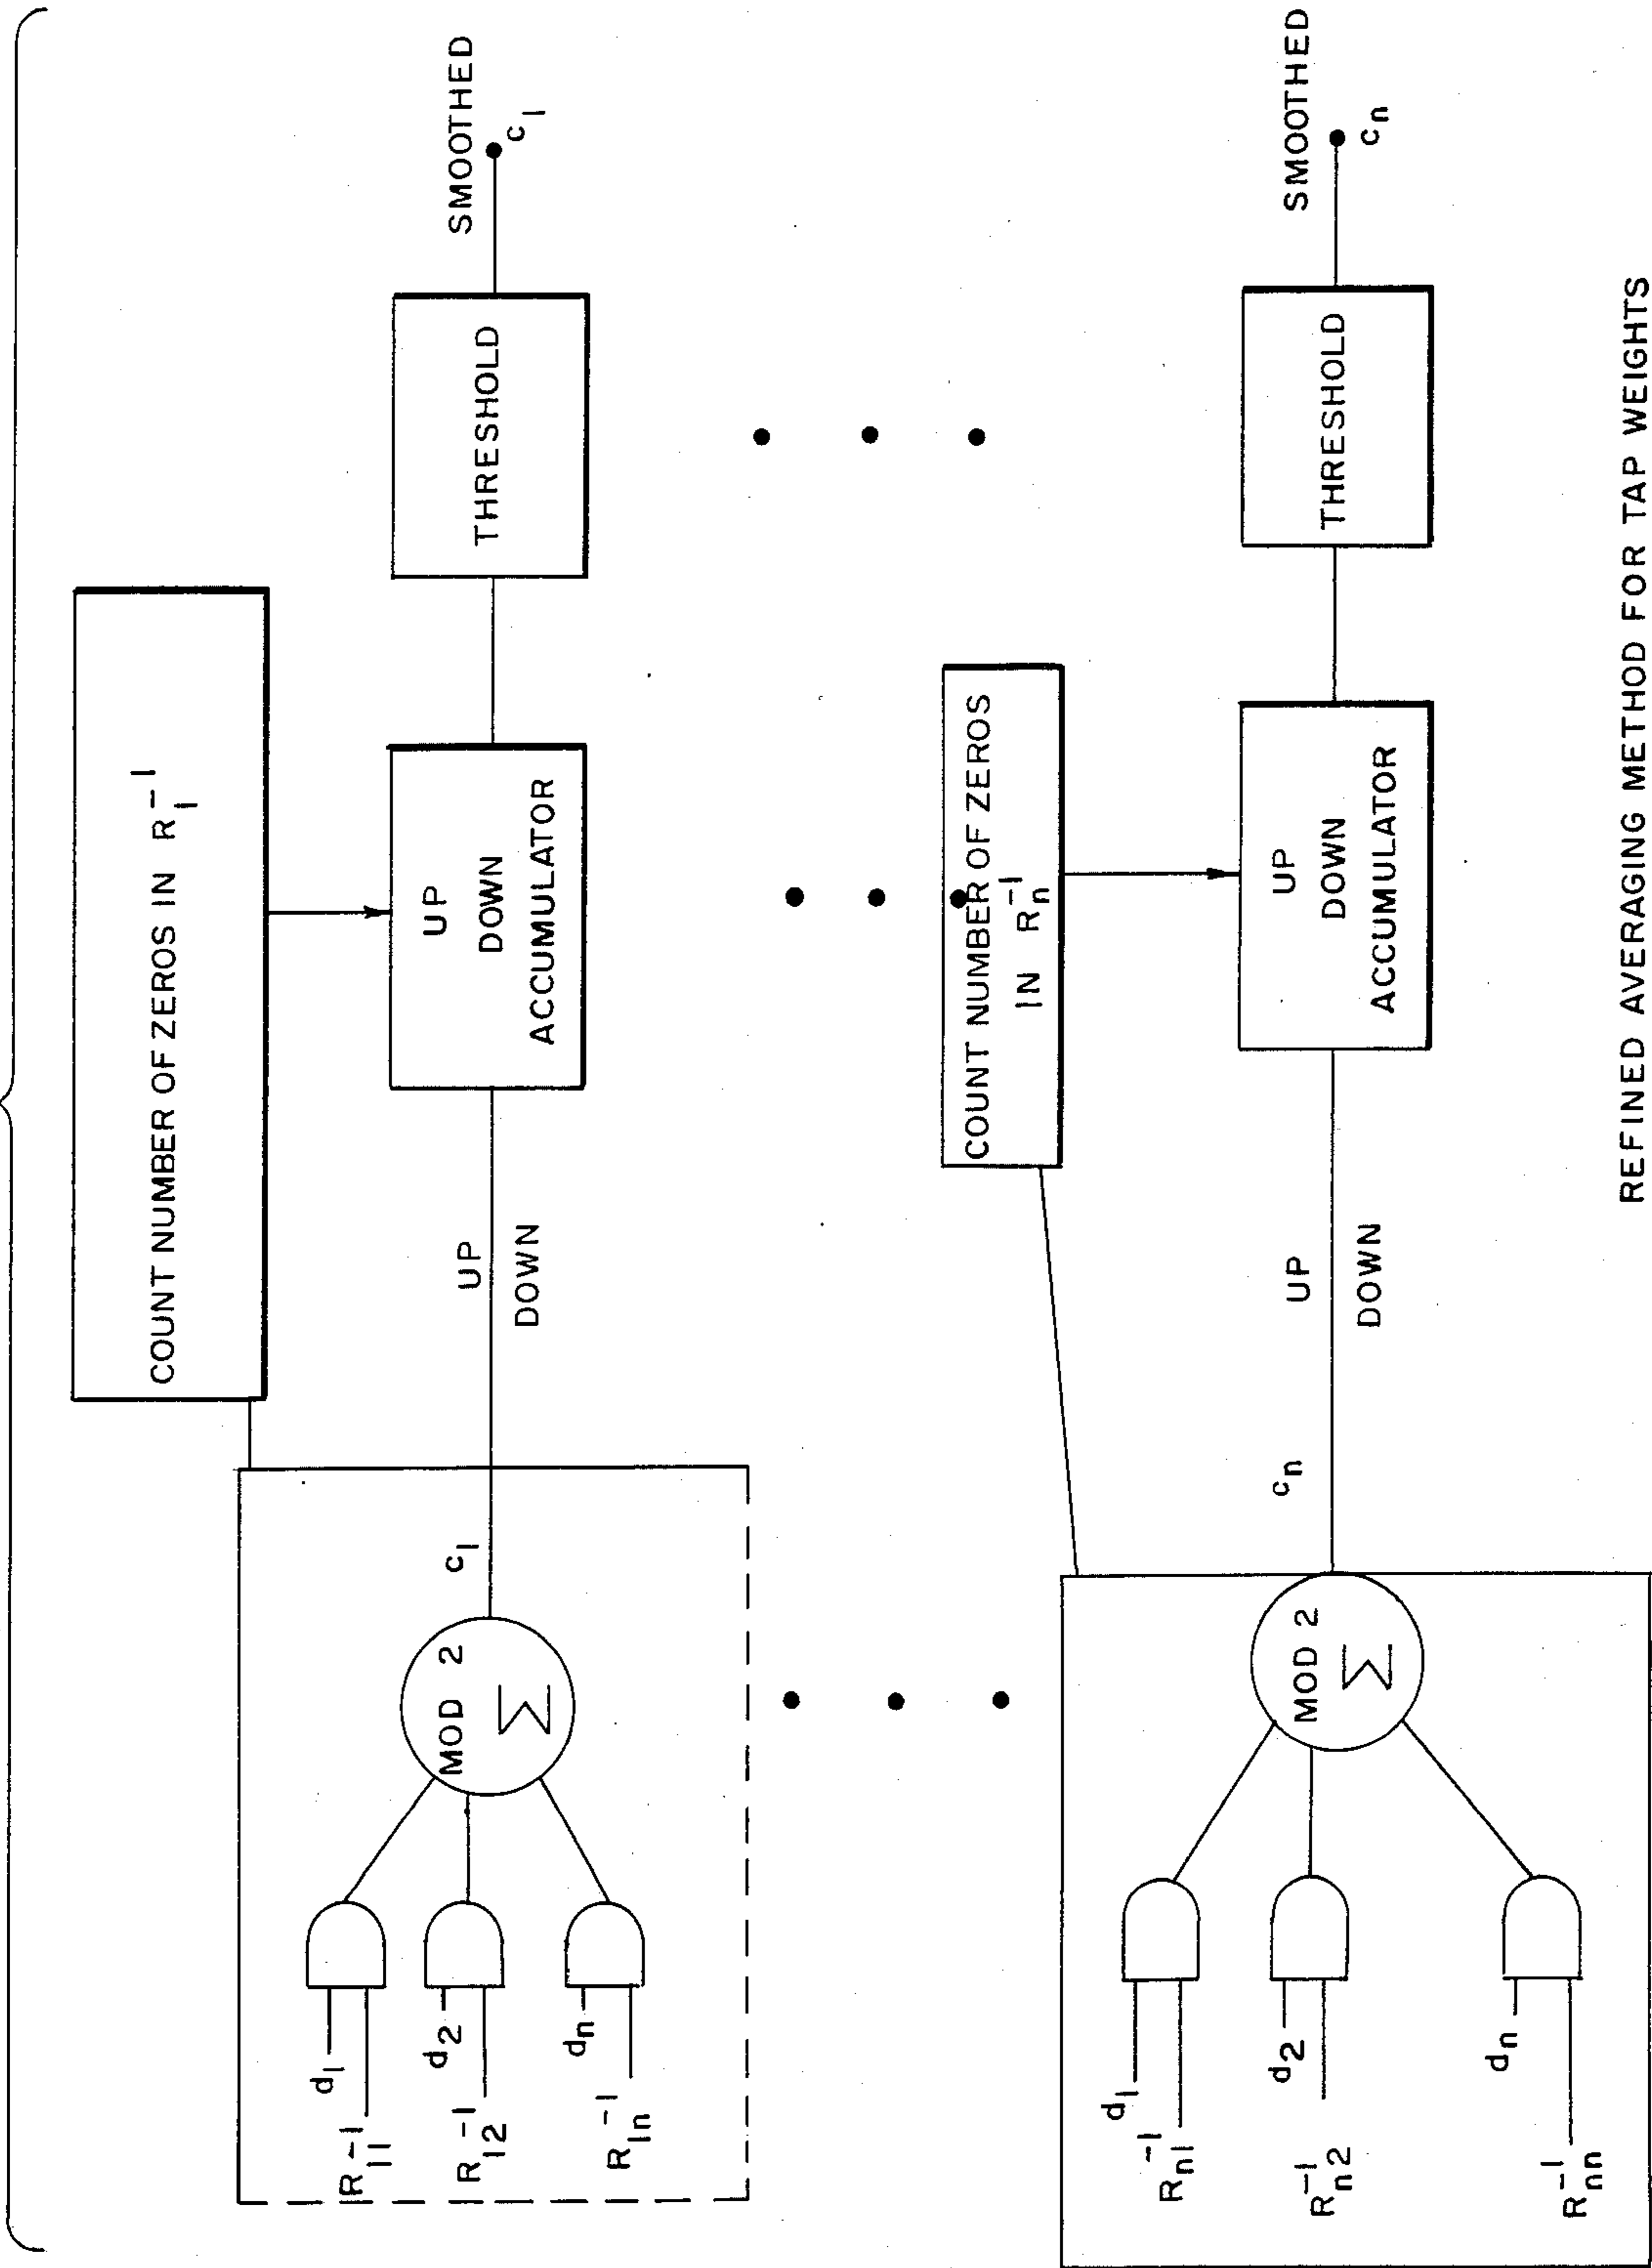 COUNT NUMBER OF ZEROS IN R₁⁻¹
d₁
R₁₁⁻¹
d₂
R₁₂⁻¹
dₙ
R₁ₙ⁻¹
MOD 2
Σ
c₁
UP
DOWN
UP
DOWN
ACCUMULATOR
THRESHOLD
SMOOTHED
c₁
COUNT NUMBER OF ZEROS
IN Rₙ⁻¹
d₁
Rₙ₁⁻¹
d₂
Rₙ₂⁻¹
dₙ
Rₙₙ⁻¹
MOD 2
Σ
cₙ
UP
DOWN
UP
DOWN
ACCUMULATOR
THRESHOLD
SMOOTHED
cₙ
REFINED AVERAGING METHOD FOR TAP WEIGHTS